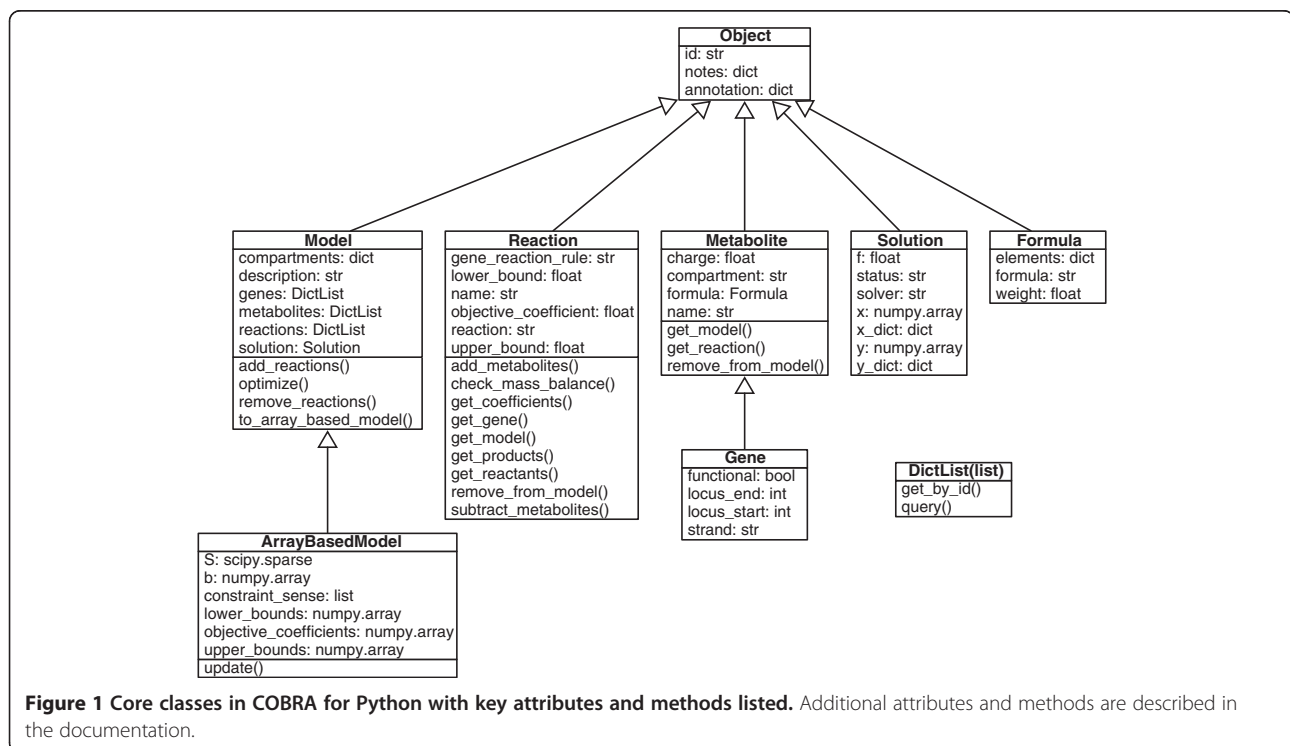 Object
id: str
notes: dict
annotation: dict
Model
compartments: dict
description: str
genes: DictList
metabolites: DictList
reactions: DictList
solution: Solution
add_reactions()
optimize()
remove_reactions()
to_array_based_model()
Reaction
gene_reaction_rule: str
lower_bound: float
name: str
objective_coefficient: float
reaction: str
upper_bound: float
add_metabolites()
check_mass_balance()
get_coefficients()
get_gene()
get_model()
get_products()
get_reactants()
remove_from_model()
subtract_metabolites()
Metabolite
charge: float
compartment: str
formula: Formula
name: str
get_model()
get_reaction()
remove_from_model()
Solution
f: float
status: str
solver: str
x: numpy.array
x_dict: dict
y: numpy.array
y_dict: dict
Formula
elements: dict
formula: str
weight: float
Gene
functional: bool
locus_end: int
locus_start: int
strand: str
DictList(list)
get_by_id()
query()
ArrayBasedModel
S: scipy.sparse
b: numpy.array
constraint_sense: list
lower_bounds: numpy.array
objective_coefficients: numpy.array
upper_bounds: numpy.array
update()
Figure 1 Core classes in COBRA for Python with key attributes and methods listed. Additional attributes and methods are described in
the documentation.